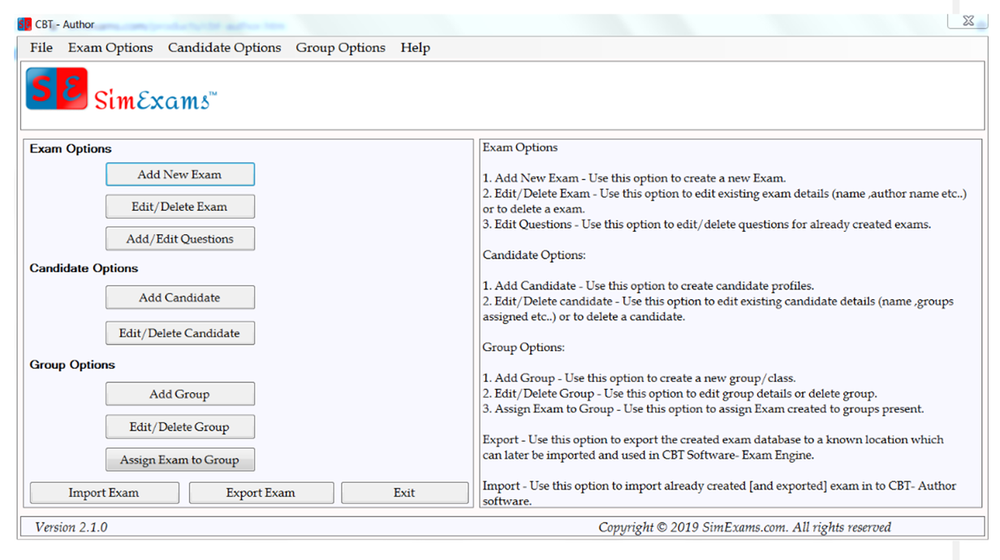 CBT - Author
File Exam Options Candidate Options Group Options Help
SE SimExams™
Exam Options
Add New Exam
Edit/Delete Exam
Add/Edit Questions
Candidate Options
Add Candidate
Edit/Delete Candidate
Group Options
Add Group
Edit/Delete Group
Assign Exam to Group
Import Exam Export Exam Exit
Exam Options
1. Add New Exam - Use this option to create a new Exam.
2. Edit/Delete Exam - Use this option to edit existing exam details (name ,author name etc..)
or to delete a exam.
3. Edit Questions - Use this option to edit/delete questions for already created exams.
Candidate Options:
1. Add Candidate - Use this option to create candidate profiles.
2. Edit/Delete candidate - Use this option to edit existing candidate details (name ,groups
assigned etc..) or to delete a candidate.
Group Options:
1. Add Group - Use this option to create a new group/class.
2. Edit/Delete Group - Use this option to edit group details or delete group.
3. Assign Exam to Group - Use this option to assign Exam created to groups present.
Export - Use this option to export the created exam database to a known location which
can later be imported and used in CBT Software- Exam Engine.
Import - Use this option to import already created [and exported] exam in to CBT- Author
software.
Version 2.1.0 Copyright © 2019 SimExams.com. All rights reserved